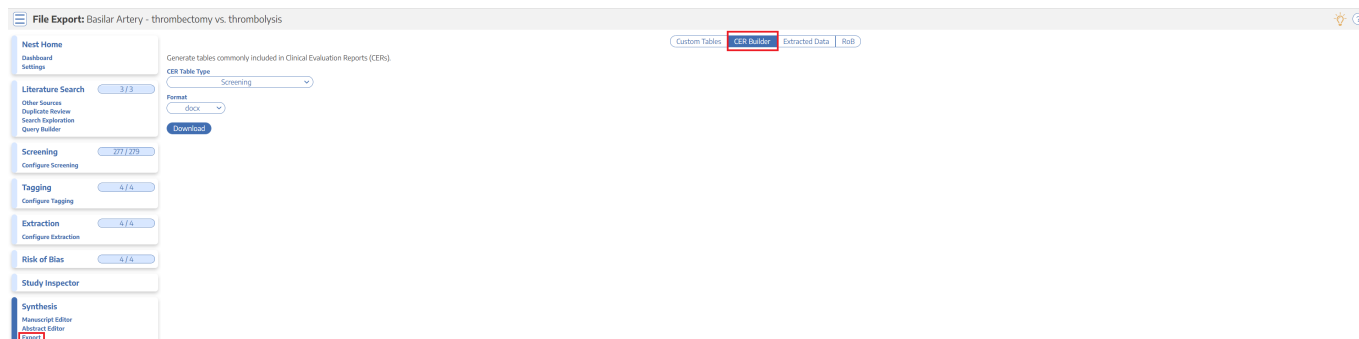 File Export: Basilar Artery - thrombectomy vs. thrombolysis
Nest Home
Dashboard
Settings
Literature Search 3 / 3
Other Sources
Duplicate Review
Search Exploration
Query Builder
Screening 277 / 279
Configure Screening
Tagging 4 / 4
Configure Tagging
Extraction 4 / 4
Configure Extraction
Risk of Bias 4 / 4
Study Inspector
Synthesis
Manuscript Editor
Abstract Editor
Export
Custom Tables CER Builder Extracted Data RoB
Generate tables commonly included in Clinical Evaluation Reports (CERs).
CER Table Type
Screening
Format
docx
Download